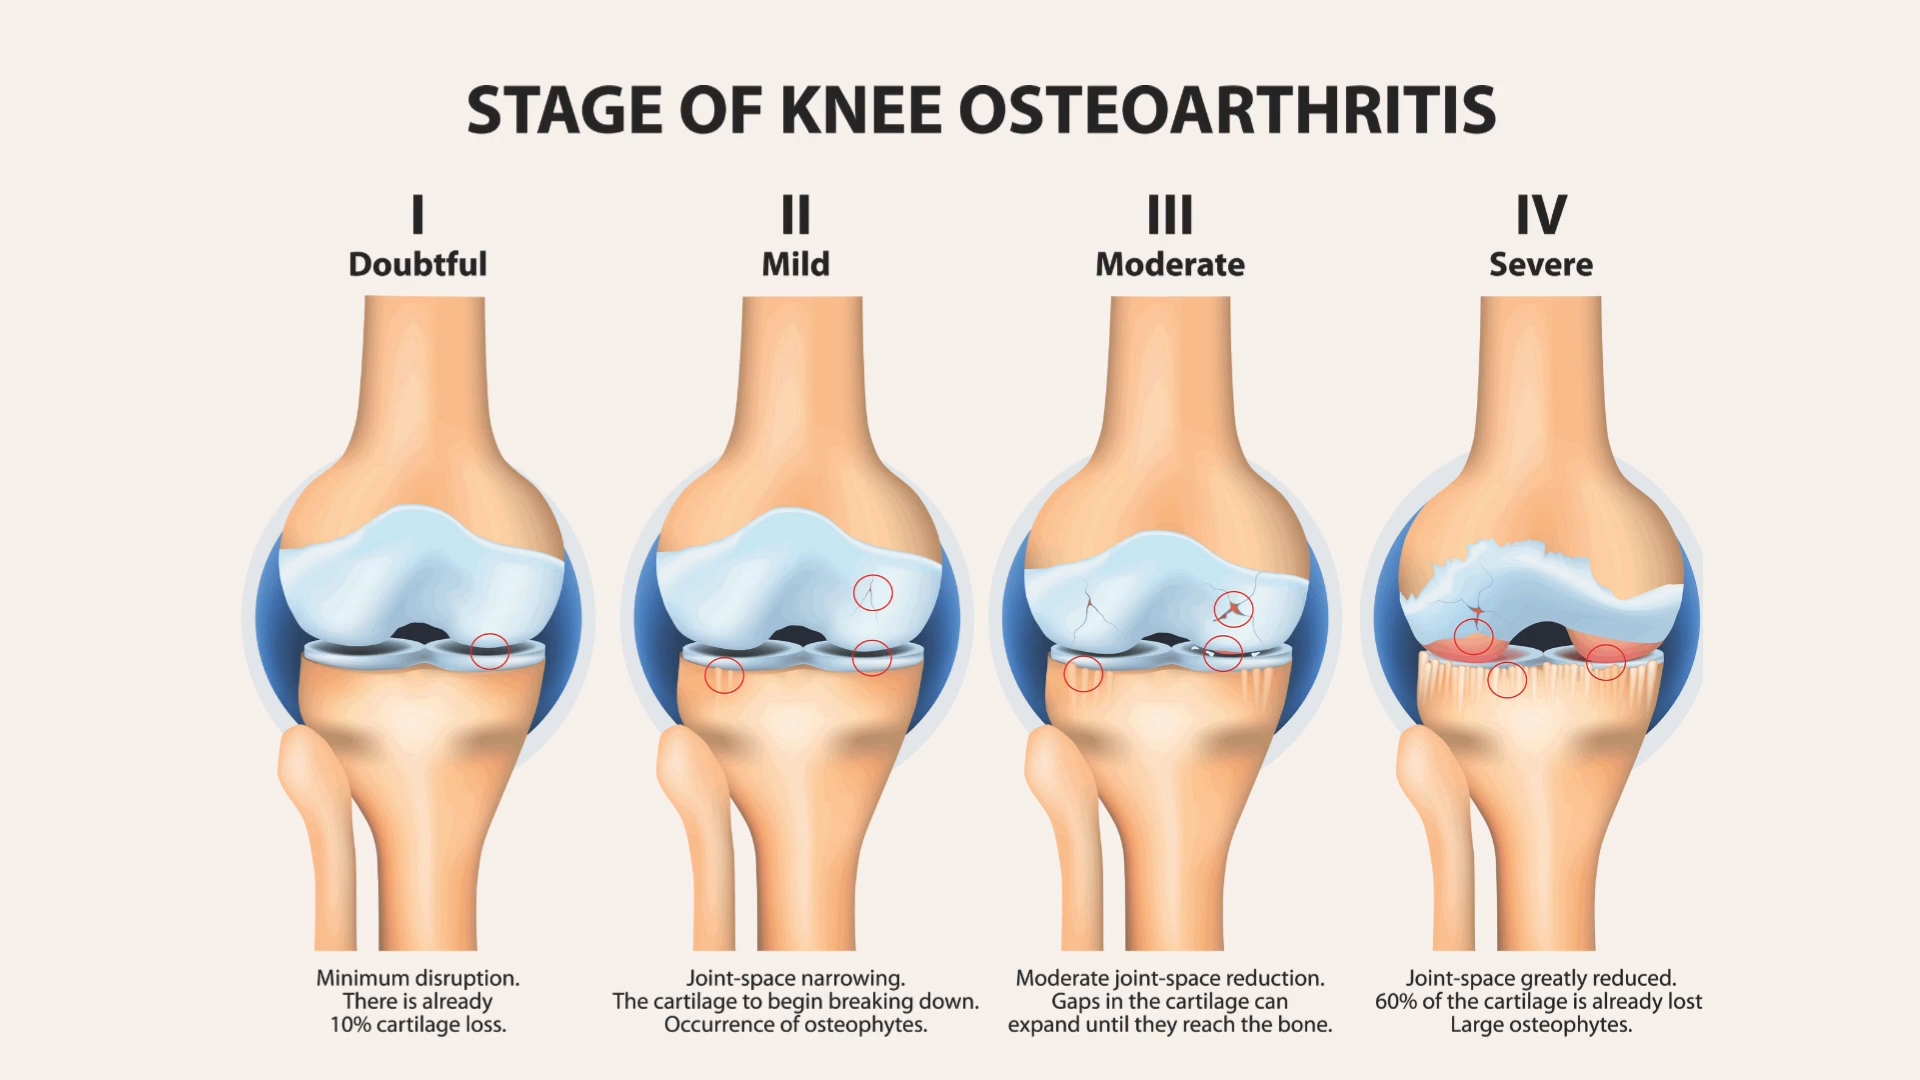 STAGE OF KNEE OSTEOARTHRITIS
I
Doubtful
Minimum disruption.
There is already
10% cartilage loss.
II
Mild
Joint-space narrowing.
The cartilage to begin breaking down.
Occurrence of osteophytes.
III
Moderate
Moderate joint-space reduction.
Gaps in the cartilage can
expand until they reach the bone.
IV
Severe
Joint-space greatly reduced.
60% of the cartilage is already lost
Large osteophytes.